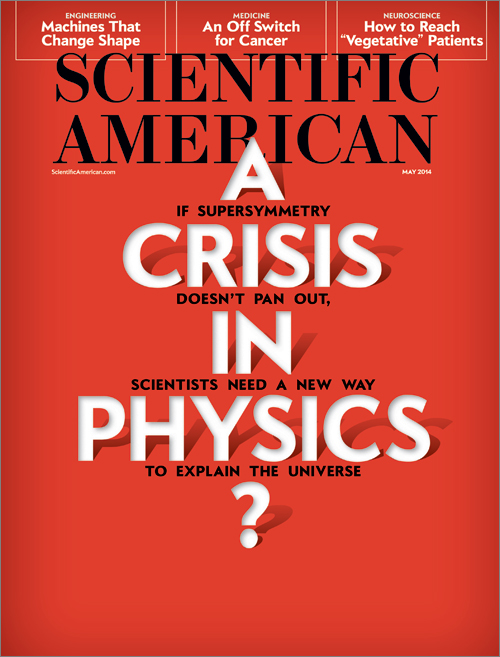 ENGINEERING
Machines That
Change Shape
MEDICINE
An Off Switch
for Cancer
NEUROSCIENCE
How to Reach
“Vegetative” Patients
SCIENTIFIC
AMERICAN
ScientificAmerican.com
MAY 2014
A
IF SUPERSYMMETRY
CRISIS
DOESN'T PAN OUT,
IN
SCIENTISTS NEED A NEW WAY
PHYSICS
TO EXPLAIN THE UNIVERSE
?